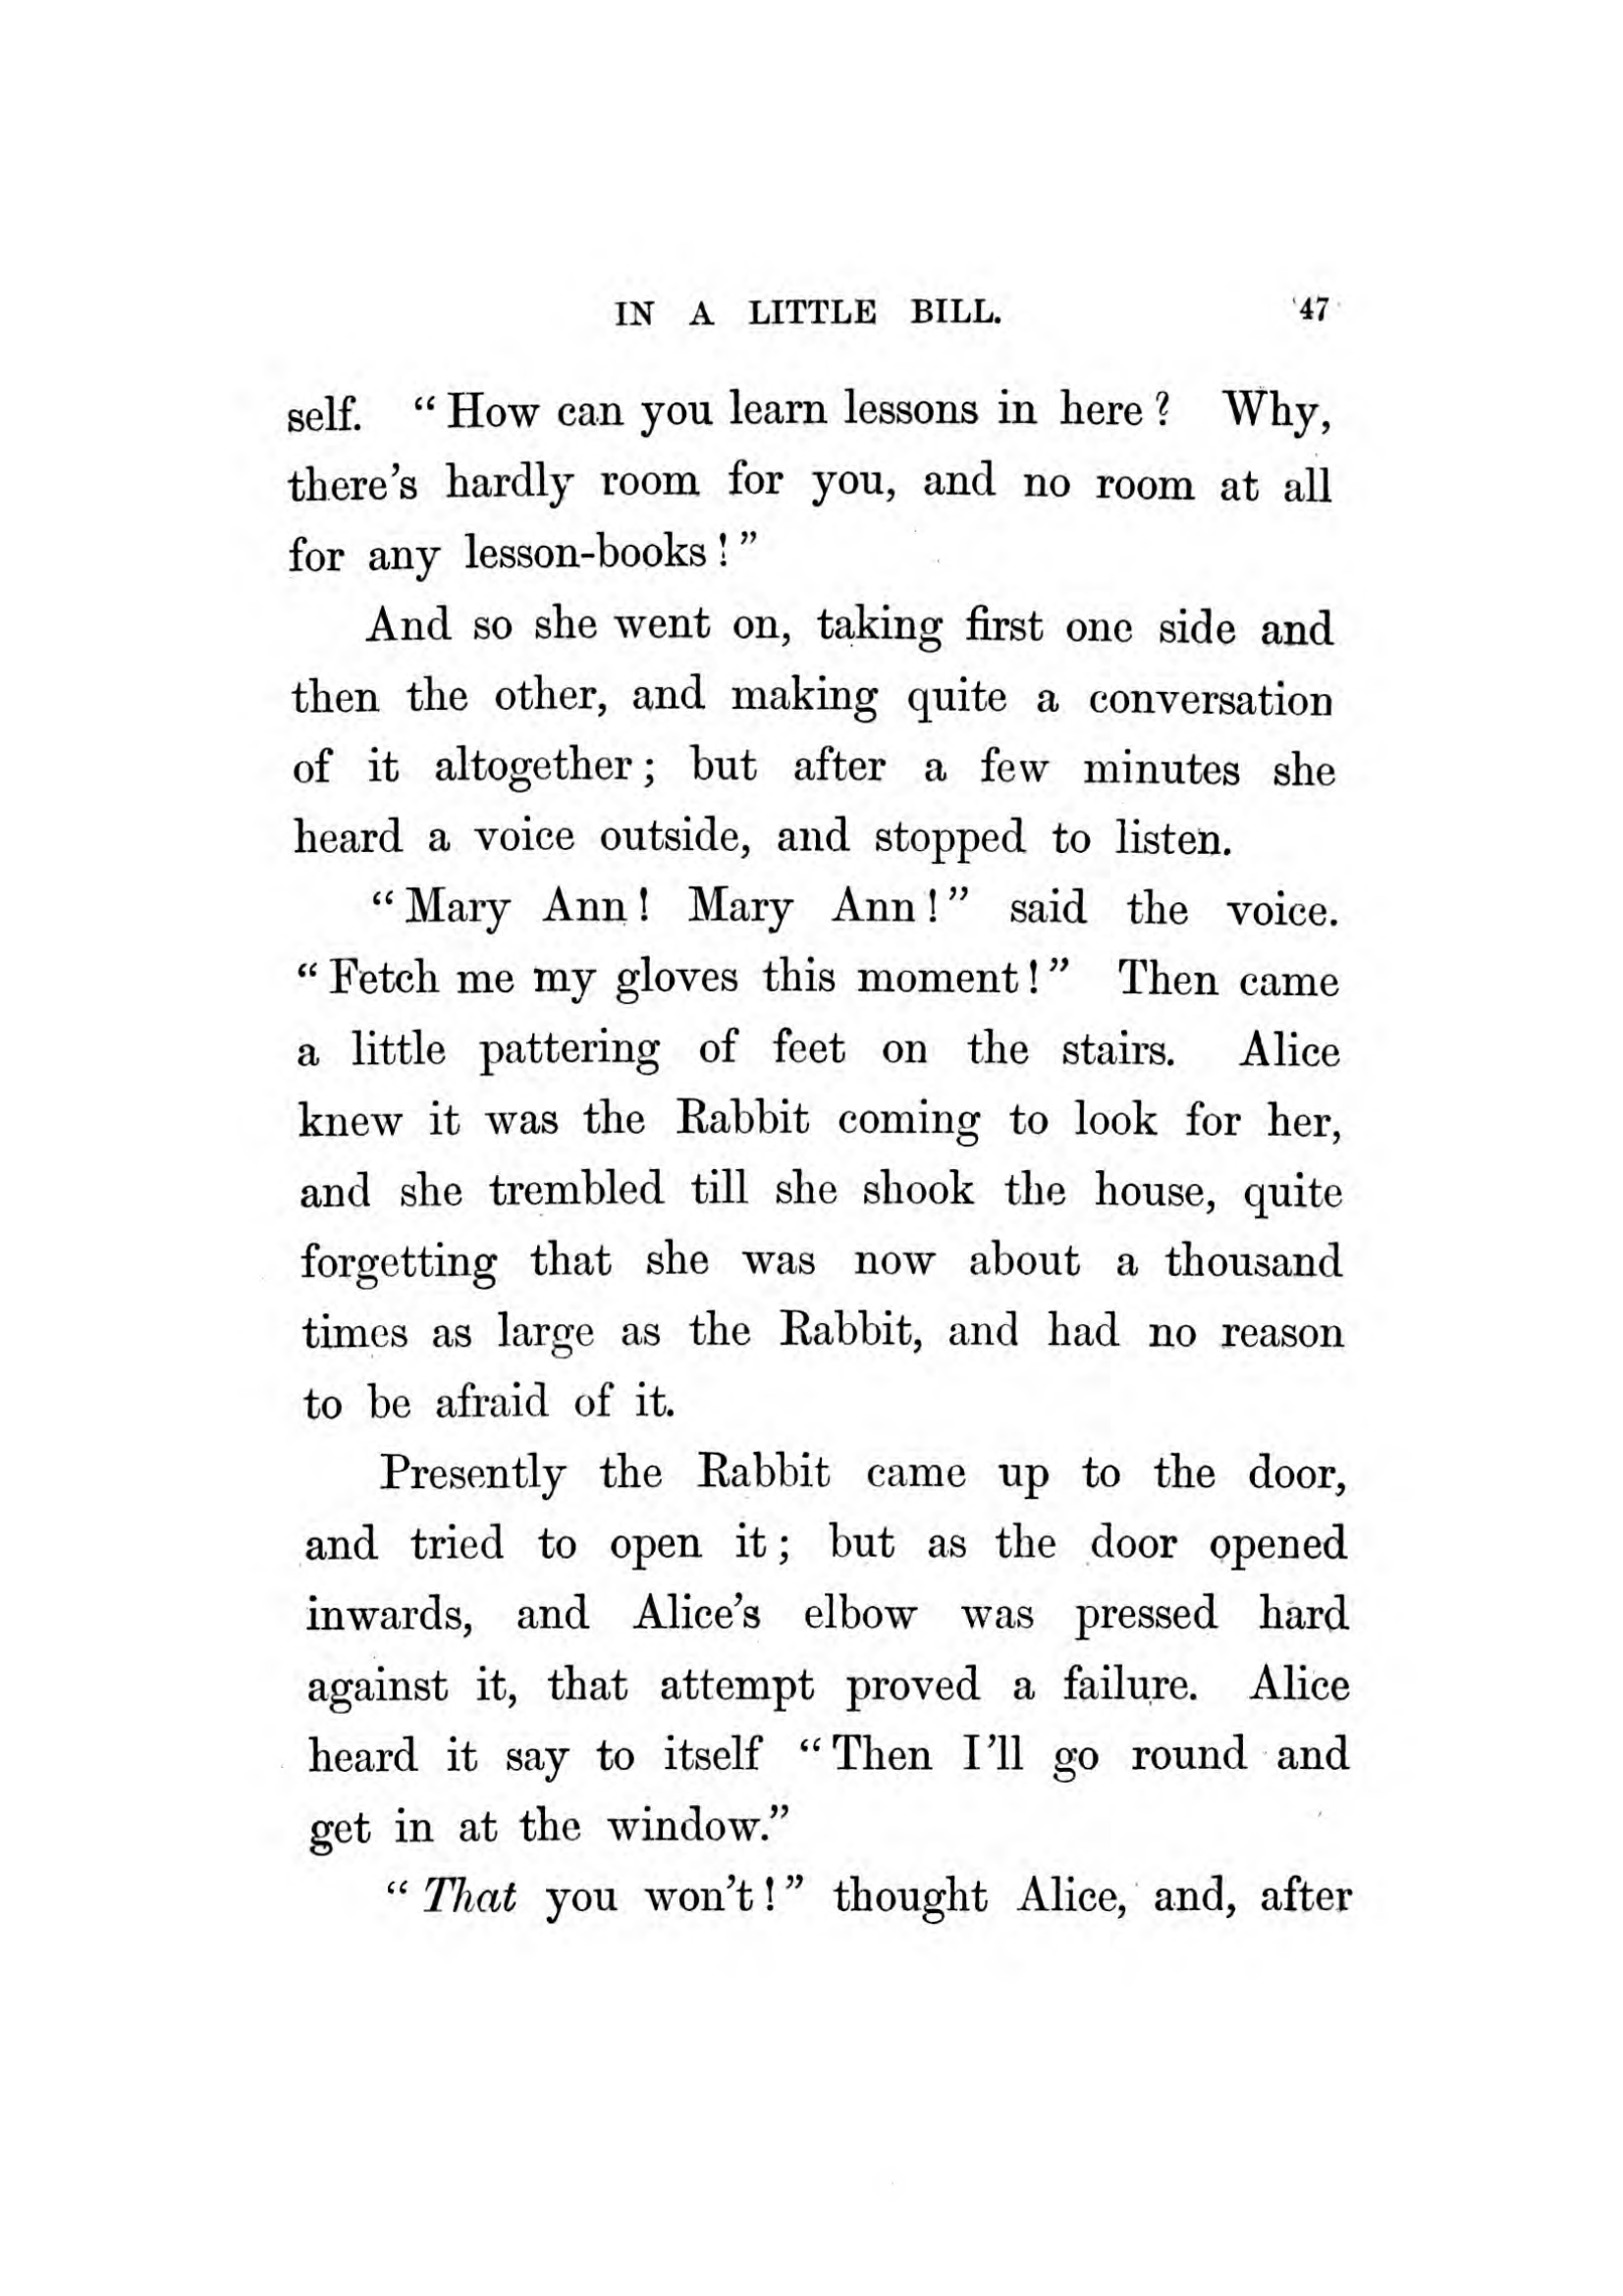 IN A LITTLE BILL. 47
self. “How can you learn lessons in here? Why,
there’s hardly room for you, and no room at all
for any lesson-books!”
And so she went on, taking first one side and
then the other, and making quite a conversation
of it altogether; but after a few minutes she
heard a voice outside, and stopped to listen.
“Mary Ann! Mary Ann!” said the voice.
“Fetch me my gloves this moment!” Then came
a little pattering of feet on the stairs. Alice
knew it was the Rabbit coming to look for her,
and she trembled till she shook the house, quite
forgetting that she was now about a thousand
times as large as the Rabbit, and had no reason
to be afraid of it.
Presently the Rabbit came up to the door,
and tried to open it; but as the door opened
inwards, and Alice’s elbow was pressed hard
against it, that attempt proved a failure. Alice
heard it say to itself “Then I’ll go round and
get in at the window.”
“That you won’t!” thought Alice, and, after